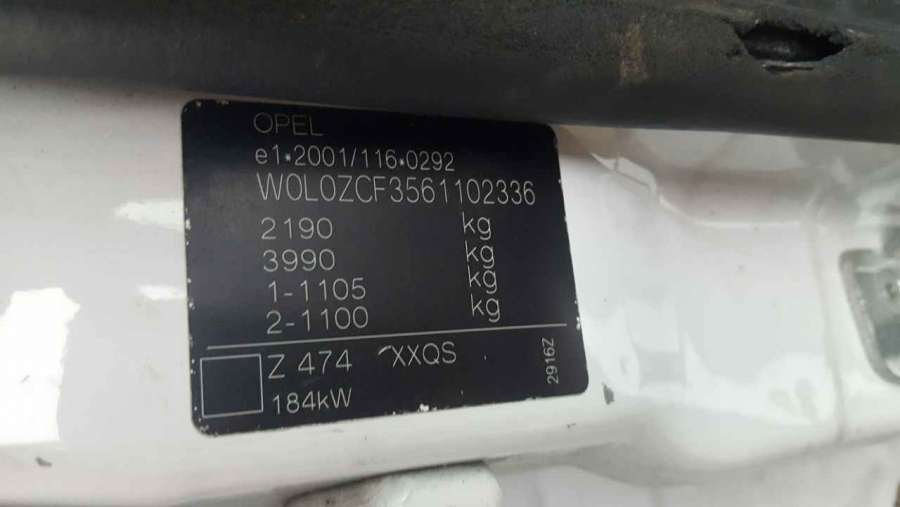 OPEL
e1*2001/116*0292
W0L0ZCF3561102336
2190 kg
3990 kg
1-1105 kg
2-1100 kg
Z 474 XXQS
184kW
2916Z